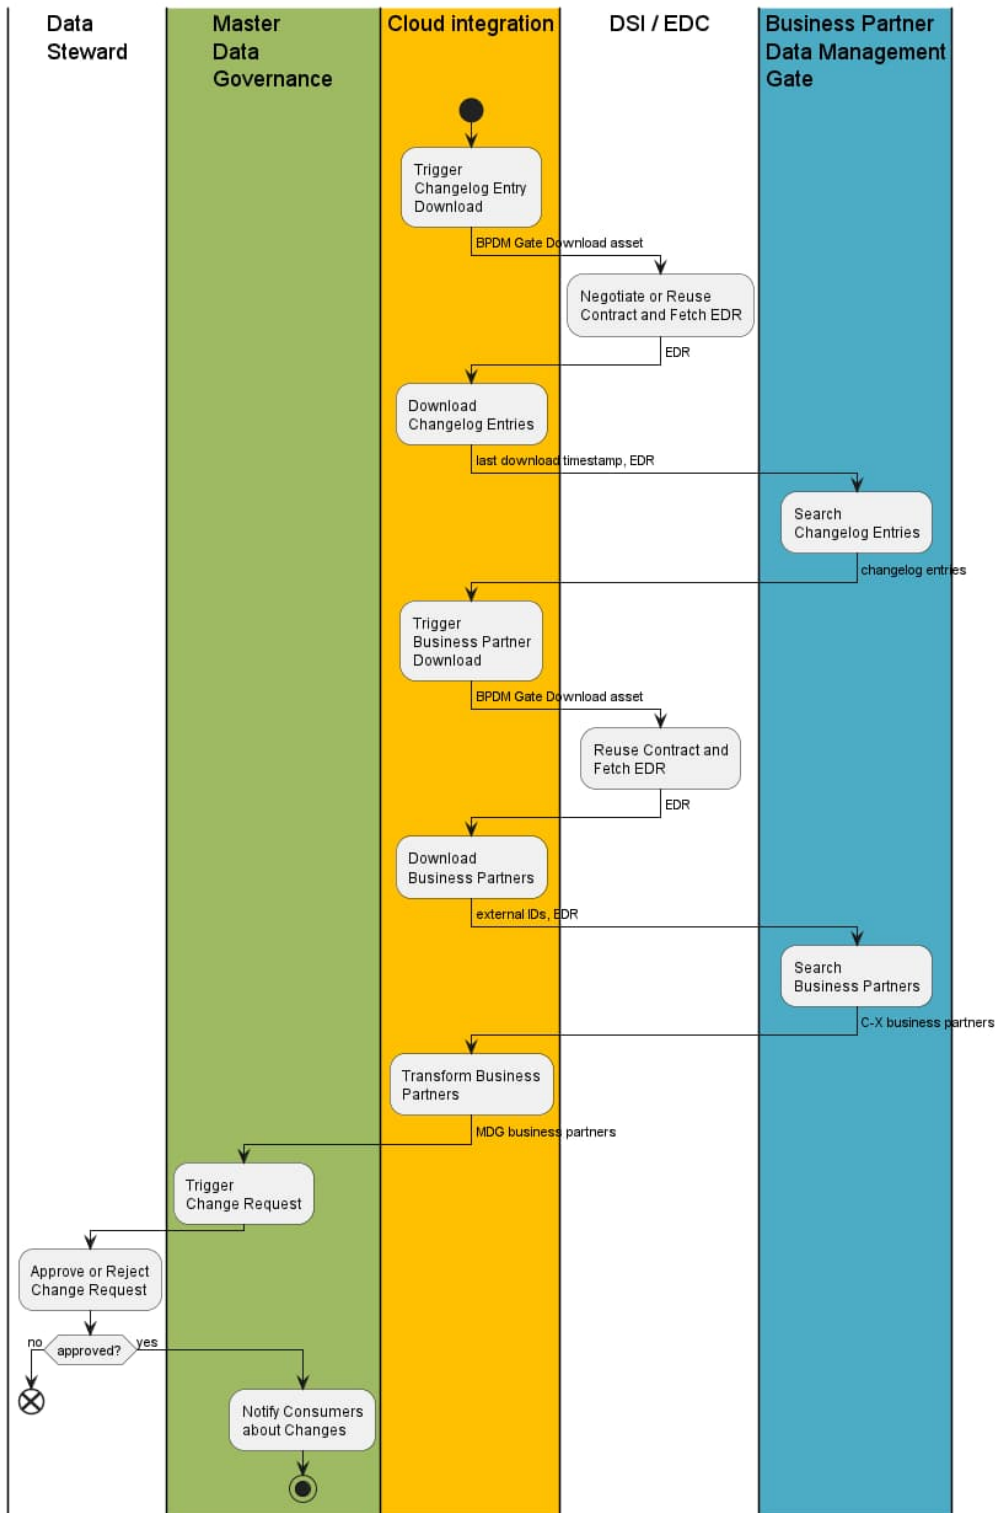 Data
Steward
Master
Data
Governance
Cloud integration
DSI / EDC
Business Partner
Data Management
Gate
Trigger
Changelog Entry
Download
BPDM Gate Download asset
Negotiate or Reuse
Contract and Fetch EDR
EDR
Download
Changelog Entries
last download timestamp, EDR
Search
Changelog Entries
changelog entries
Trigger
Business Partner
Download
BPDM Gate Download asset
Reuse Contract and
Fetch EDR
EDR
Download
Business Partners
external IDs, EDR
Search
Business Partners
C-X business partners
Transform Business
Partners
MDG business partners
Trigger
Change Request
Approve or Reject
Change Request
no
approved?
yes
Notify Consumers
about Changes